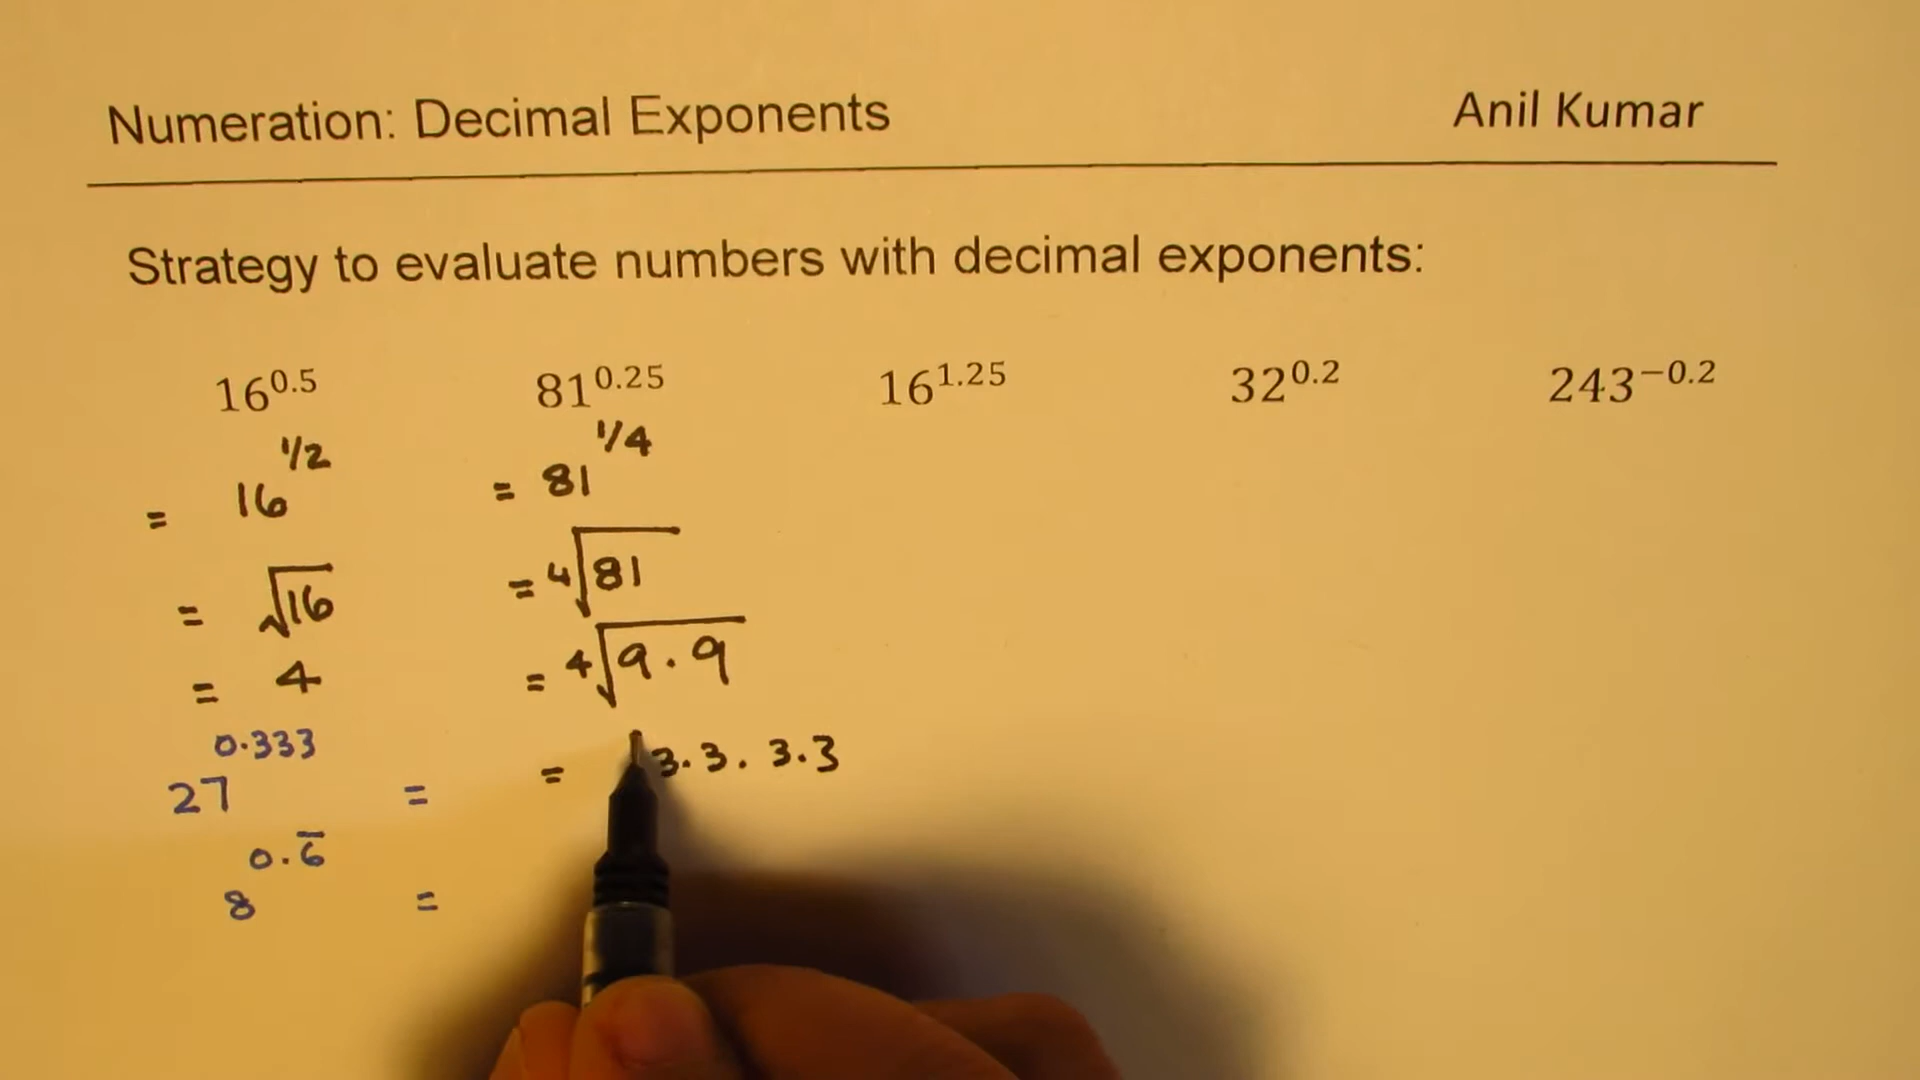 Numeration: Decimal Exponents
Anil Kumar
Strategy to evaluate numbers with decimal exponents:
16^0.5 81^0.25 16^1.25 32^0.2 243^−0.2
= 16^1/2
= √16
= 4
= 81^1/4
= ⁴√81
= ⁴√9.9
= 3.3.3.3
27^0.333 =
8^0.6̅ =